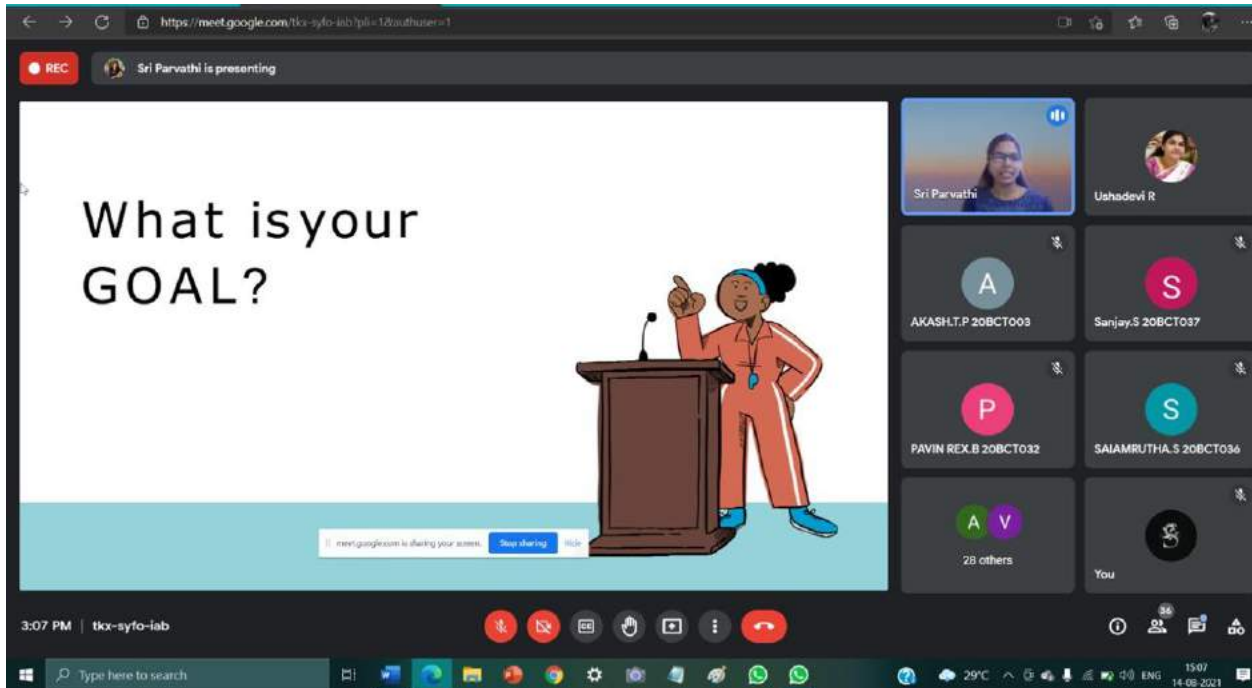 https://meet.google.com/tkx-syfo-iab?pli=1&authuser=1
REC
Sri Parvathi is presenting
What is your
GOAL?
meet.google.com is sharing your screen.
Stop sharing
Hide
Sri Parvathi
Ushadevi R
A
AKASH.T.P 20BCT003
S
Sanjay.S 20BCT037
P
PAVIN REX.B 20BCT032
S
SAIAMRUTHA.S 20BCT036
A V
28 others
You
3:07 PM | tkx-syfo-iab
CC
36
Type here to search
29°C
ENG
15:07
14-08-2021